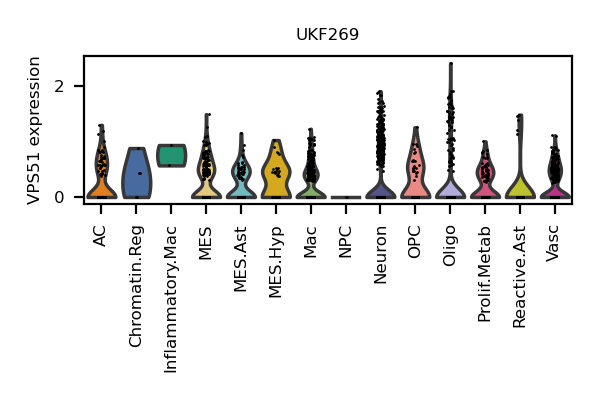 UKF269
VPS51 expression
2
0
AC
Chromatin.Reg
Inflammatory.Mac
MES
MES.Ast
MES.Hyp
Mac
NPC
Neuron
OPC
Oligo
Prolif.Metab
Reactive.Ast
Vasc